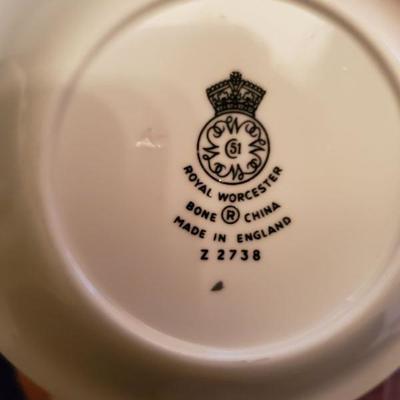 51
ROYAL WORCESTER
BONE ® CHINA
MADE IN ENGLAND
Z 2738